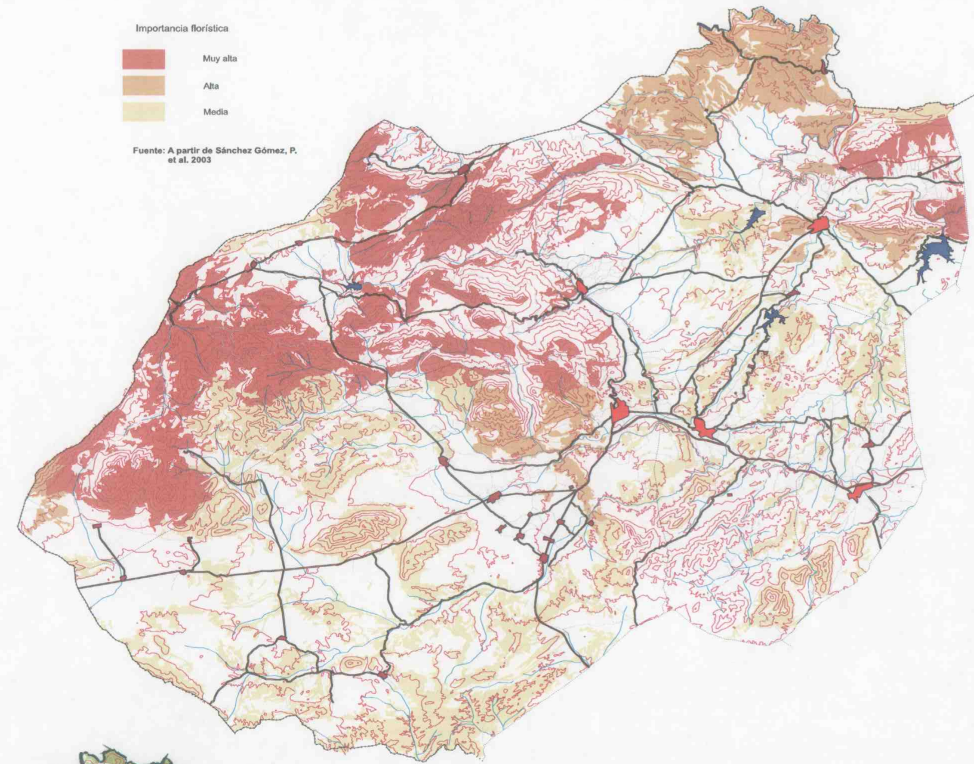 Importancia florística
Muy alta
Alta
Media
Fuente: A partir de Sánchez Gómez, P.
et al. 2003